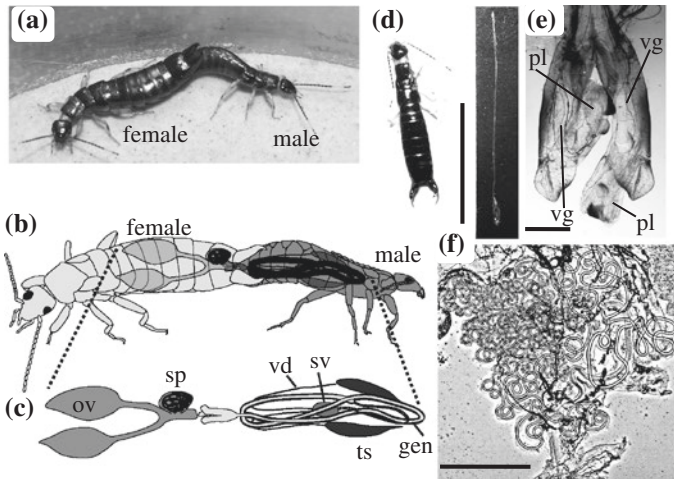 (a)
female
male
(b)
female
male
(c)
ov
sp
vd
sv
ts
gen
(d)
(e)
pl
vg
vg
pl
(f)